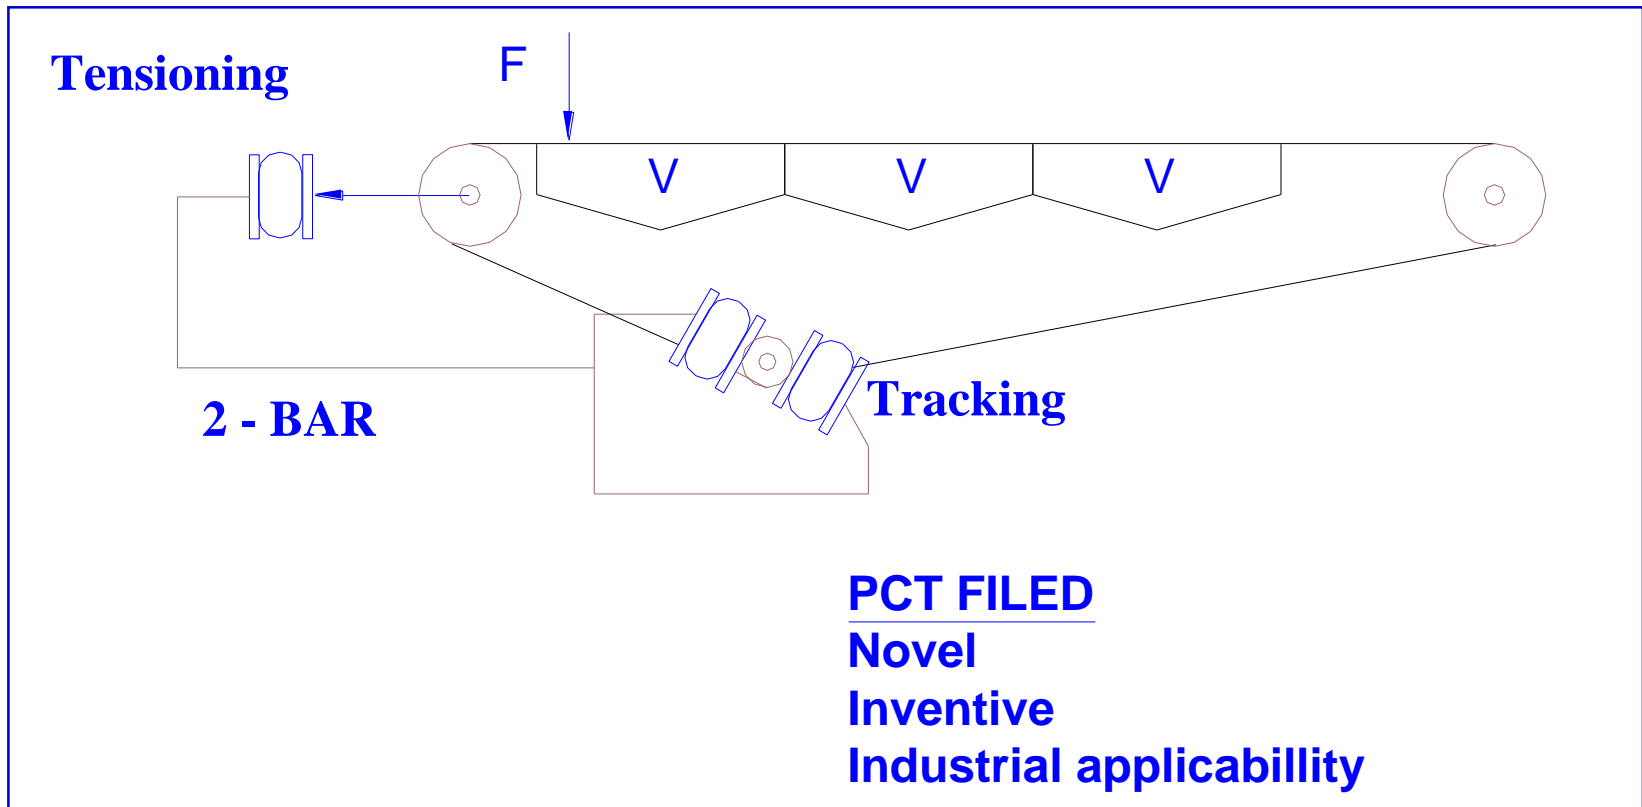 Tensioning
F
V V V
2 - BAR
Tracking
PCT FILED
Novel
Inventive
Industrial applicabillity